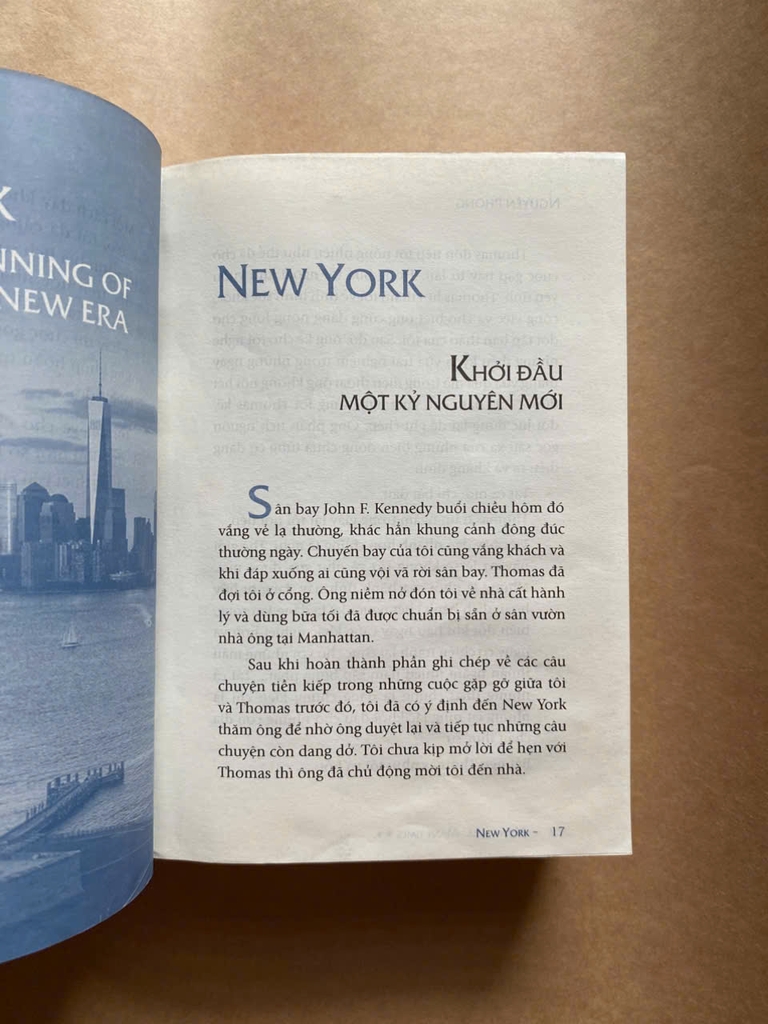 K
NNING OF
NEW ERA
NEW YORK
KHỞI ĐẦU
MỘT KỶ NGUYÊN MỚI
Sân bay John F. Kennedy buổi chiều hôm đó
vắng vẻ lạ thường, khác hẳn khung cảnh đông đúc
thường ngày. Chuyến bay của tôi cũng vắng khách và
khi đáp xuống ai cũng vội vã rời sân bay. Thomas đã
đợi tôi ở cổng. Ông niềm nở đón tôi về nhà cất hành
lý và dùng bữa tối đã được chuẩn bị sẵn ở sân vườn
nhà ông tại Manhattan.
Sau khi hoàn thành phần ghi chép về các câu
chuyện tiền kiếp trong những cuộc gặp gỡ giữa tôi
và Thomas trước đó, tôi đã có ý định đến New York
thăm ông để nhờ ông duyệt lại và tiếp tục những câu
chuyện còn dang dở. Tôi chưa kịp mở lời để hẹn với
Thomas thì ông đã chủ động mời tôi đến nhà.
NEW YORK - 17